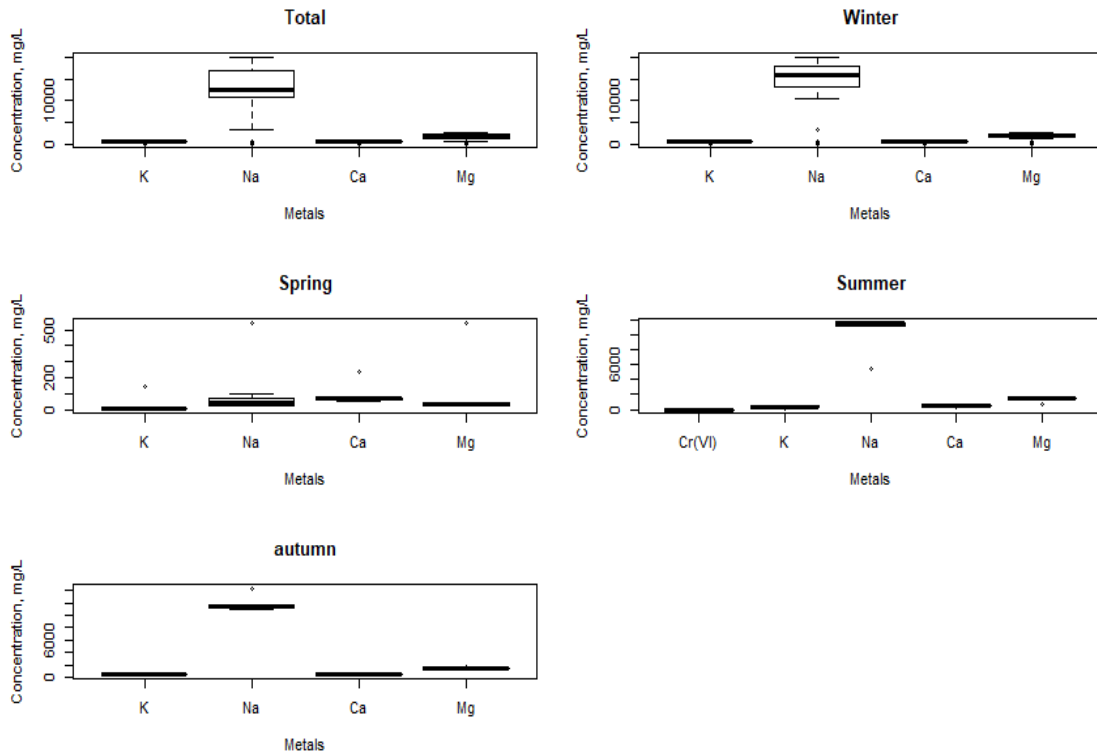 Total
Winter
Concentration, mg/L
10000
0
K Na Ca Mg
Metals
Concentration, mg/L
10000
0
K Na Ca Mg
Metals
Spring
Summer
Concentration, mg/L
500
200
0
K Na Ca Mg
Metals
Concentration, mg/L
6000
0
Cr(VI) K Na Ca Mg
Metals
autumn
Concentration, mg/L
6000
0
K Na Ca Mg
Metals